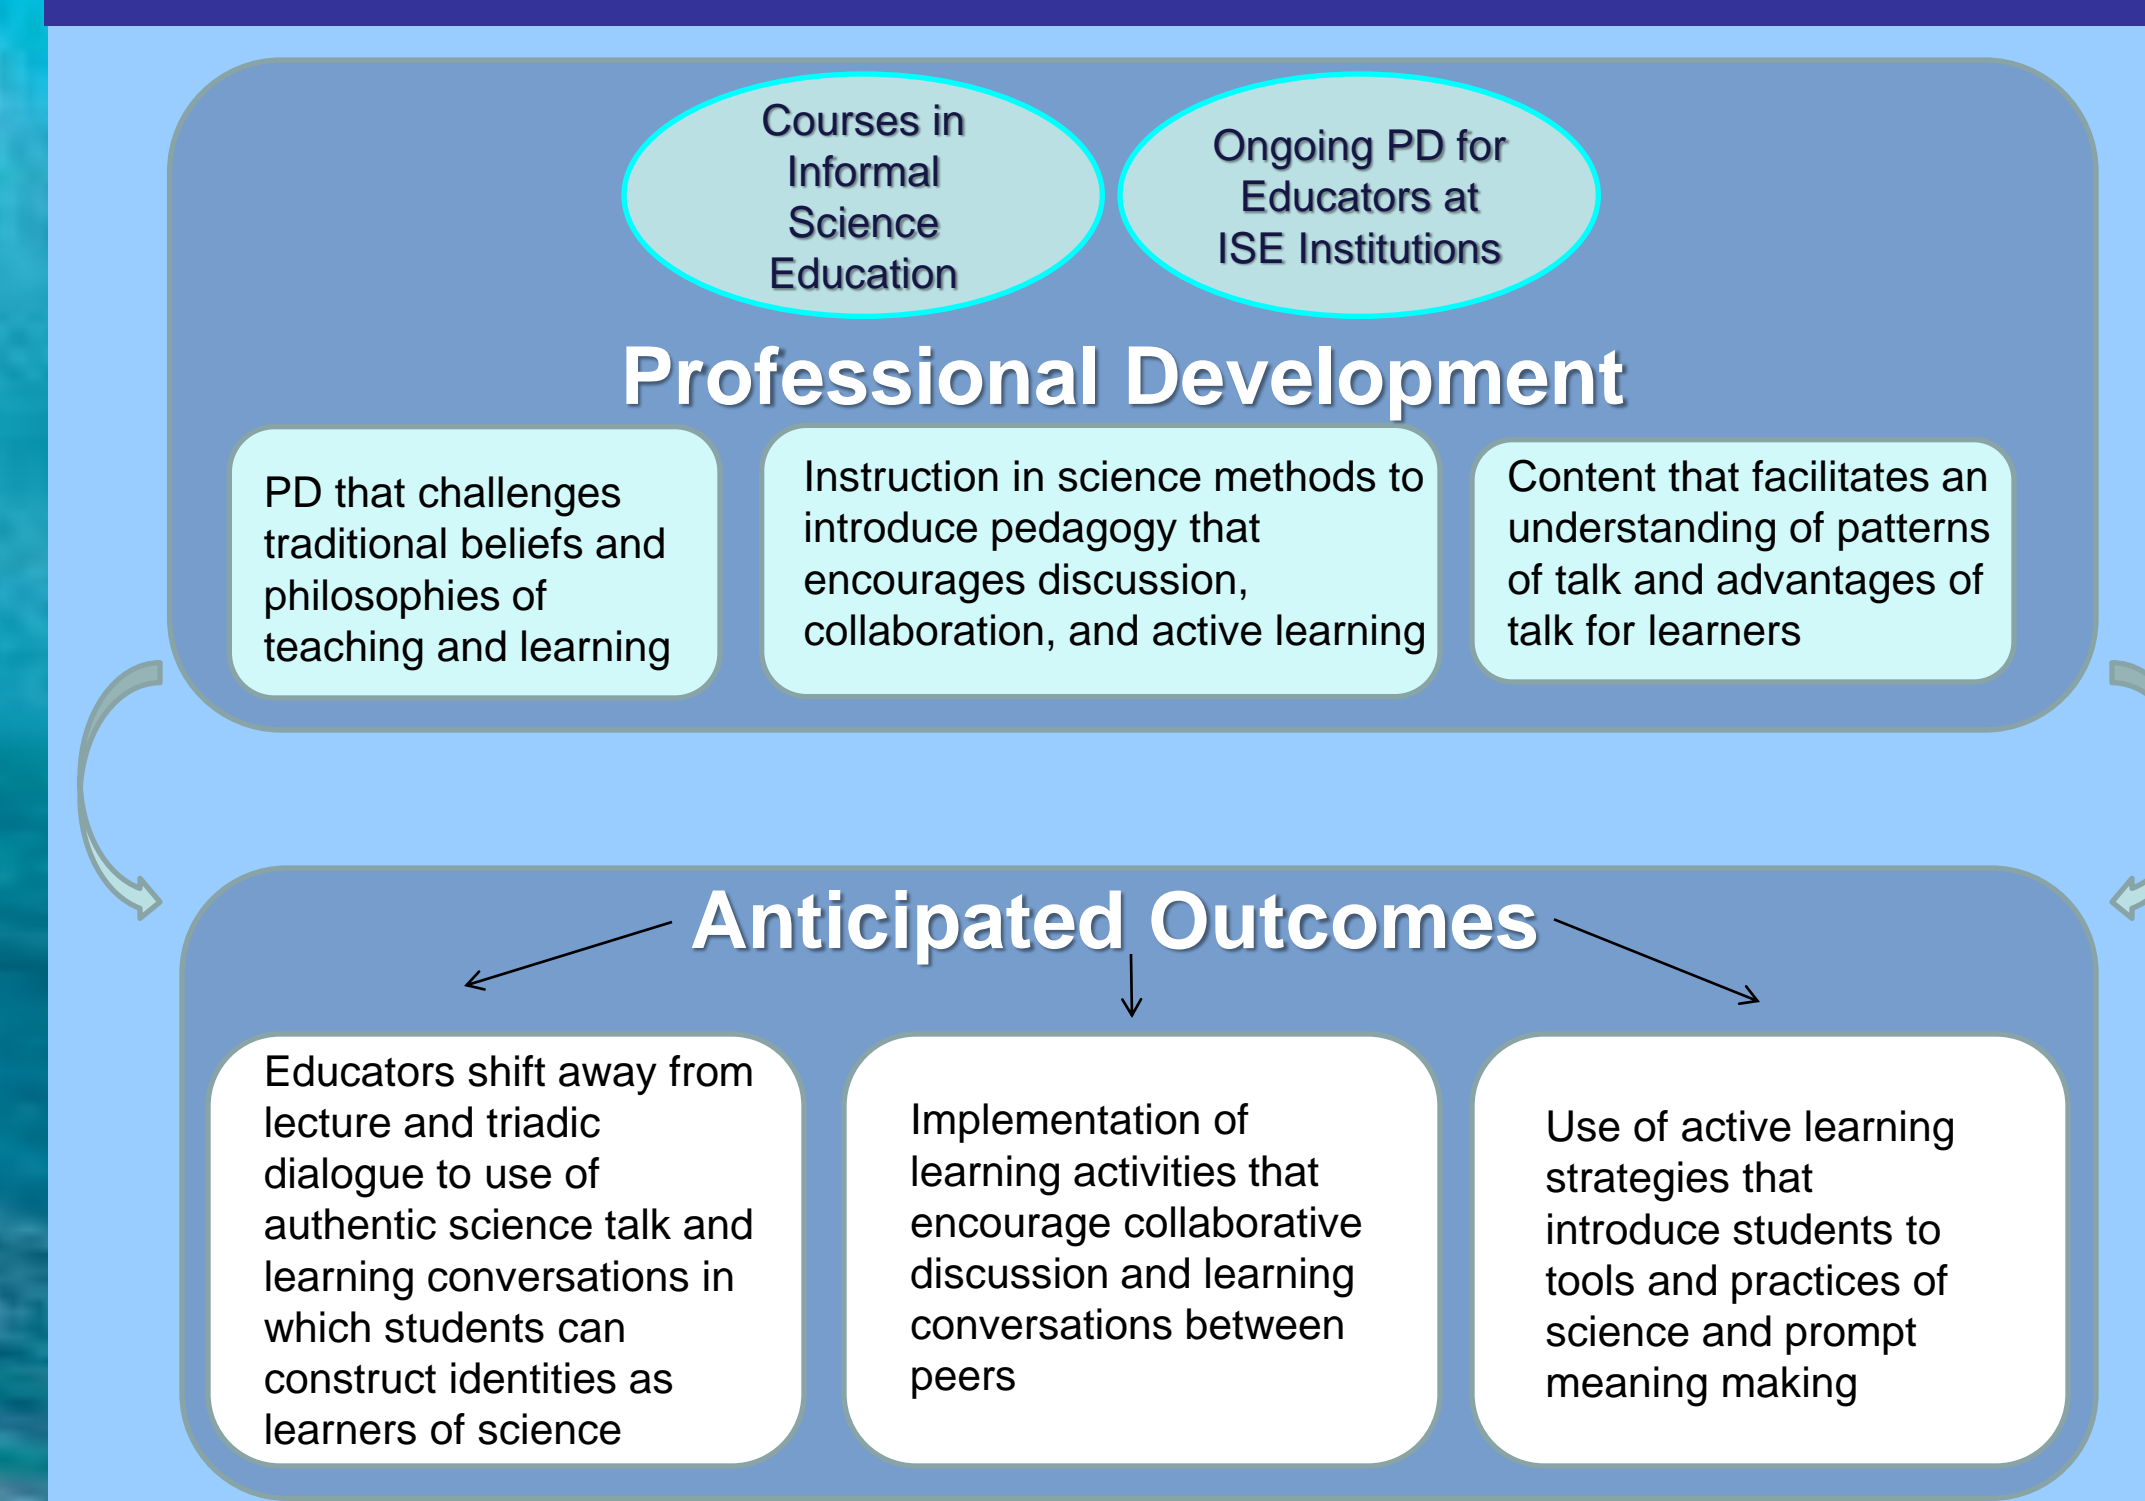 Courses in
Informal
Science
Education
Ongoing PD for
Educators at
ISE Institutions
Professional Development
PD that challenges
traditional beliefs and
philosophies of
teaching and learning
Instruction in science methods to
introduce pedagogy that
encourages discussion,
collaboration, and active learning
Content that facilitates an
understanding of patterns
of talk and advantages of
talk for learners
Anticipated Outcomes
Educators shift away from
lecture and triadic
dialogue to use of
authentic science talk and
learning conversations in
which students can
construct identities as
learners of science
Implementation of
learning activities that
encourage collaborative
discussion and learning
conversations between
peers
Use of active learning
strategies that
introduce students to
tools and practices of
science and prompt
meaning making